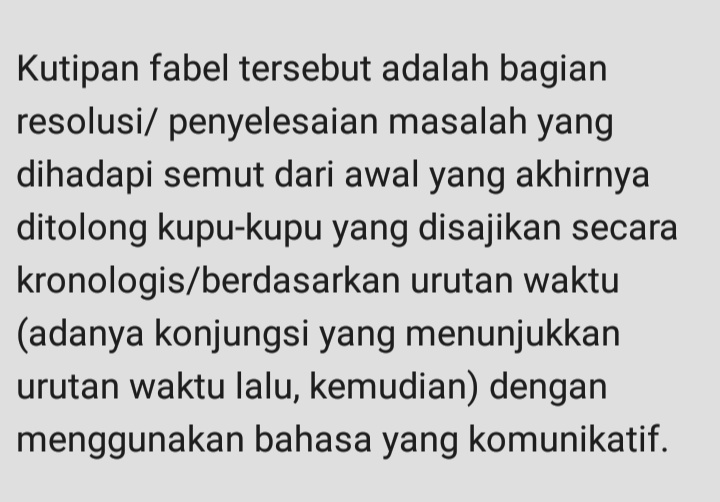 Kutipan fabel tersebut adalah bagian
resolusi/ penyelesaian masalah yang
dihadapi semut dari awal yang akhirnya
ditolong kupu-kupu yang disajikan secara
kronologis/berdasarkan urutan waktu
(adanya konjungsi yang menunjukkan
urutan waktu lalu, kemudian) dengan
menggunakan bahasa yang komunikatif.